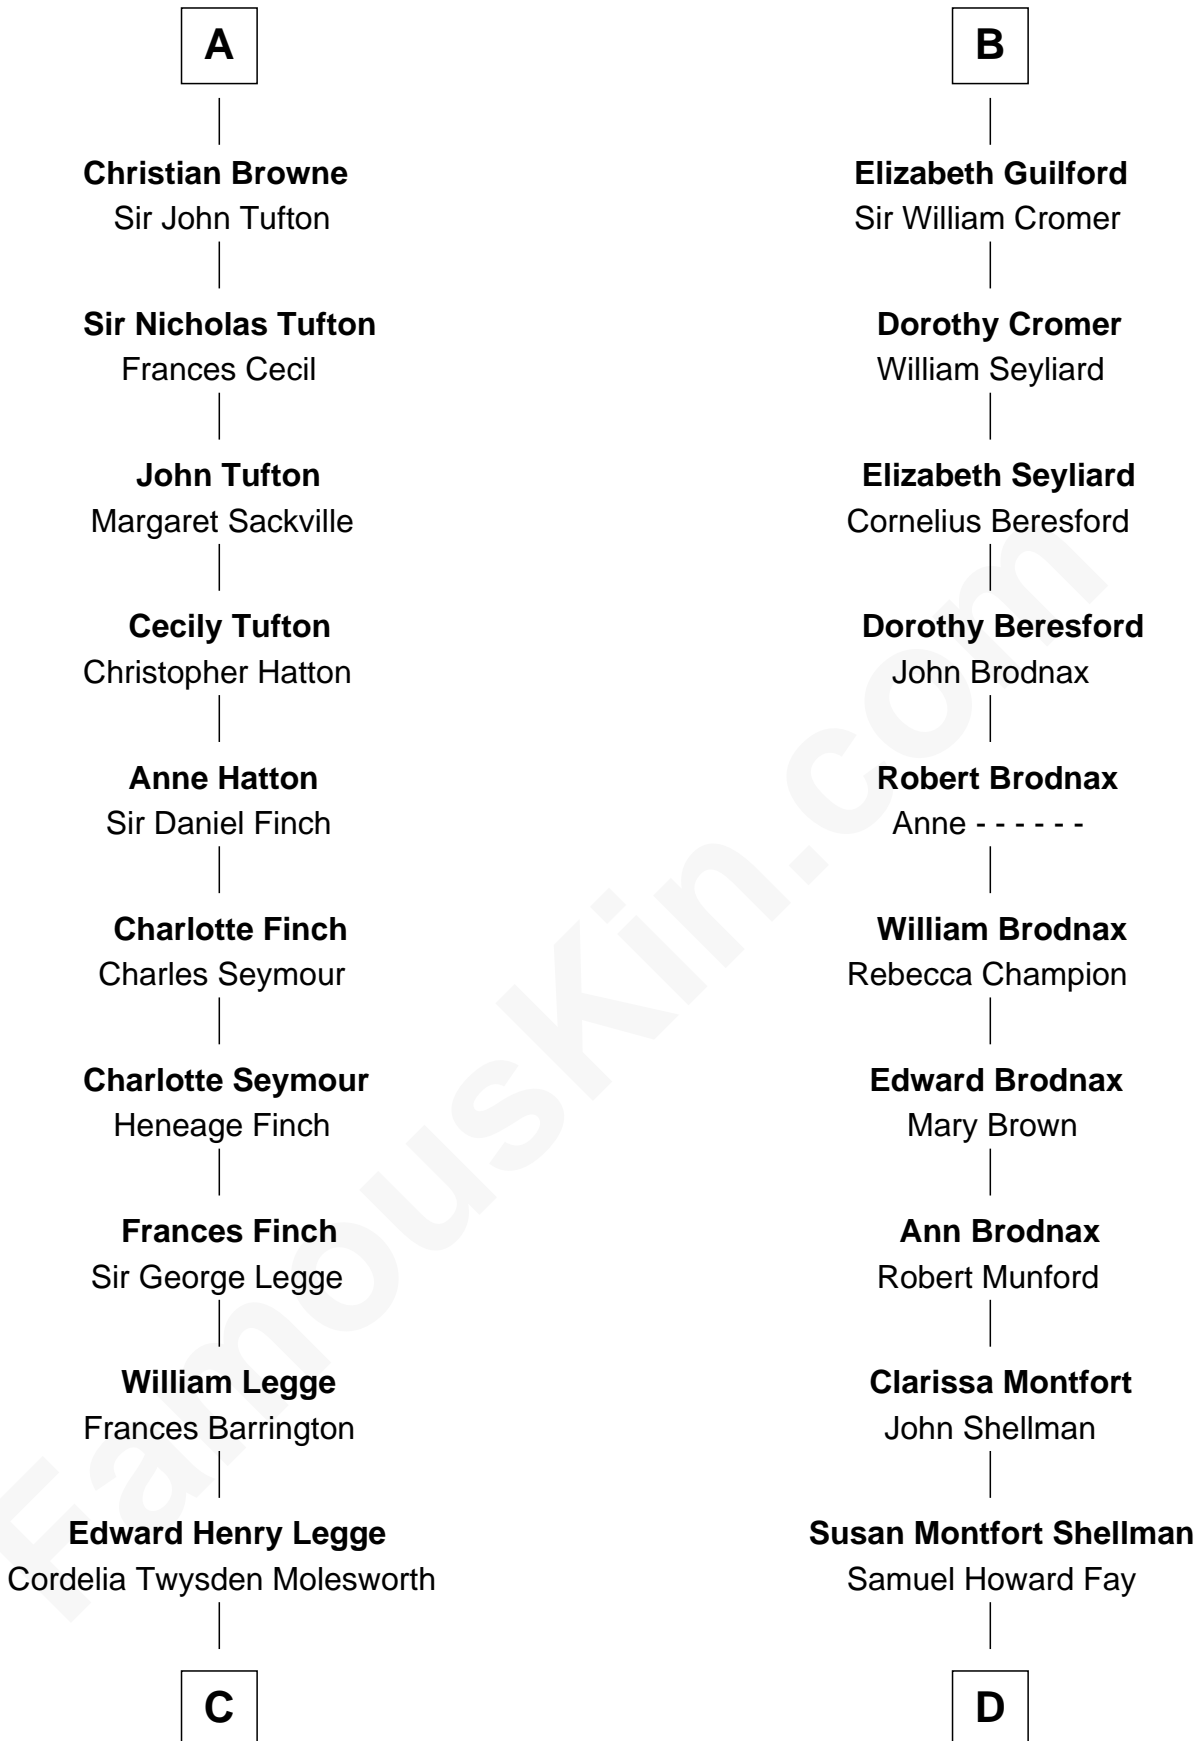 A
Christian Browne
Sir John Tufton
Sir Nicholas Tufton
Frances Cecil
John Tufton
Margaret Sackville
Cecily Tufton
Christopher Hatton
Anne Hatton
Sir Daniel Finch
Charlotte Finch
Charles Seymour
Charlotte Seymour
Heneage Finch
Frances Finch
Sir George Legge
William Legge
Frances Barrington
Edward Henry Legge
Cordelia Twysden Molesworth
C
B
Elizabeth Guilford
Sir William Cromer
Dorothy Cromer
William Seyliard
Elizabeth Seyliard
Cornelius Beresford
Dorothy Beresford
John Brodnax
Robert Brodnax
Anne - - - - - -
William Brodnax
Rebecca Champion
Edward Brodnax
Mary Brown
Ann Brodnax
Robert Munford
Clarissa Montfort
John Shellman
Susan Montfort Shellman
Samuel Howard Fay
D
FamousKin.com